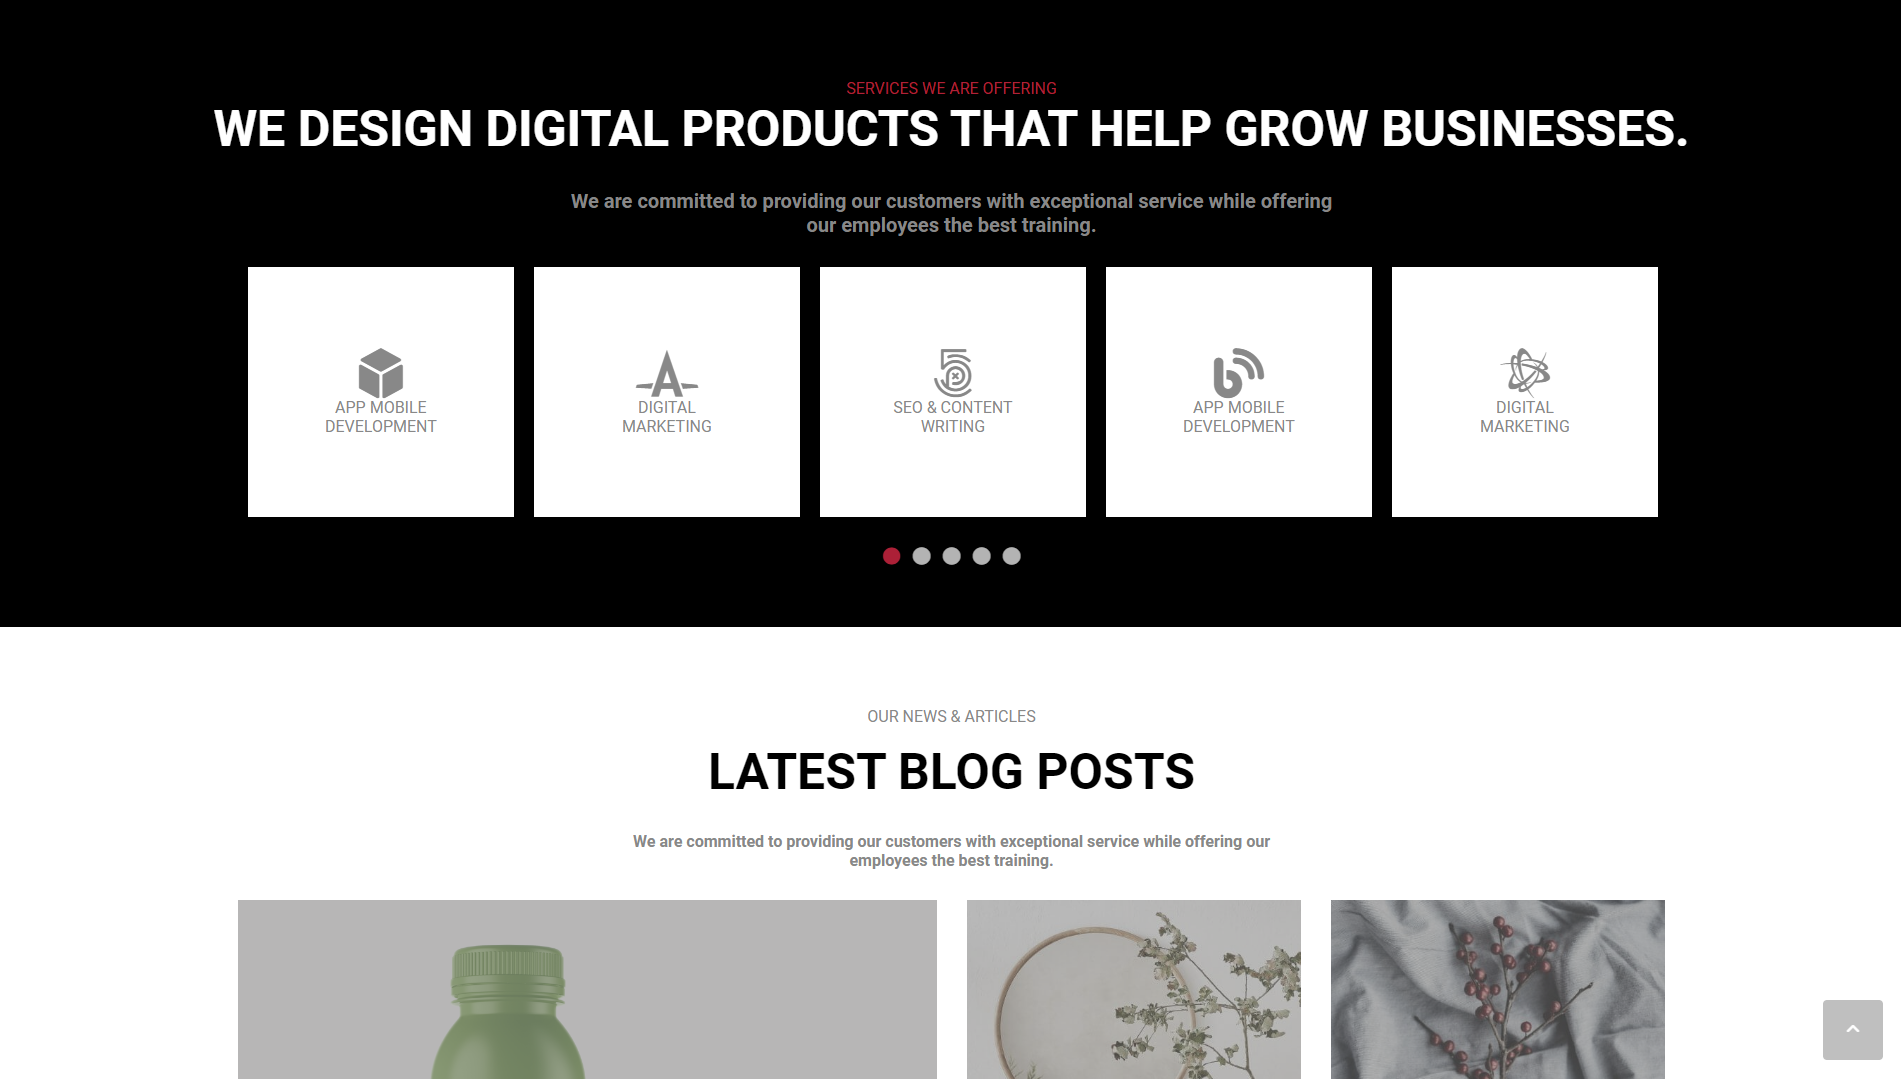 SERVICES WE ARE OFFERING
WE DESIGN DIGITAL PRODUCTS THAT HELP GROW BUSINESSES.
We are committed to providing our customers with exceptional service while offering
our employees the best training.
APP MOBILE
DEVELOPMENT
DIGITAL
MARKETING
SEO & CONTENT
WRITING
APP MOBILE
DEVELOPMENT
DIGITAL
MARKETING
OUR NEWS & ARTICLES
LATEST BLOG POSTS
We are committed to providing our customers with exceptional service while offering our
employees the best training.